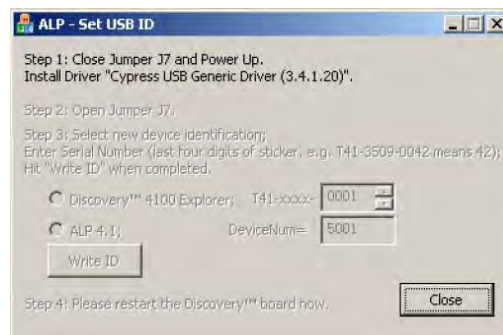 ALP - Set USB ID
Step 1: Close Jumper J7 and Power Up.
Install Driver "Cypress USB Generic Driver (3.4.1.20)".
Step 2: Open Jumper J7.
Step 3: Select new device identification;
Enter Serial Number (last four digits of sticker, e.g. T41-3509-0042 means 42);
Hit "Write ID" when completed.
Discovery™ 4100 Explorer; T41-xxxx- 0001
ALP 4.1; DeviceNum= 5001
Write ID
Step 4: Please restart the Discovery™ board now.
Close